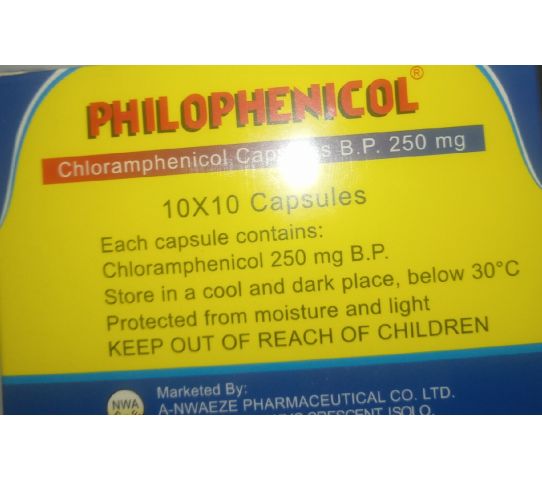 PHILOPHENICOL®
Chloramphenicol B.P. 250 mg
10X10 Capsules
Each capsule contains:
Chloramphenicol 250 mg B.P.
Store in a cool and dark place, below 30°C
Protected from moisture and light
KEEP OUT OF REACH OF CHILDREN
Marketed By:
NWA
A-NWAEZE PHARMACEUTICAL CO. LTD.
CRESCENT ISOLO.